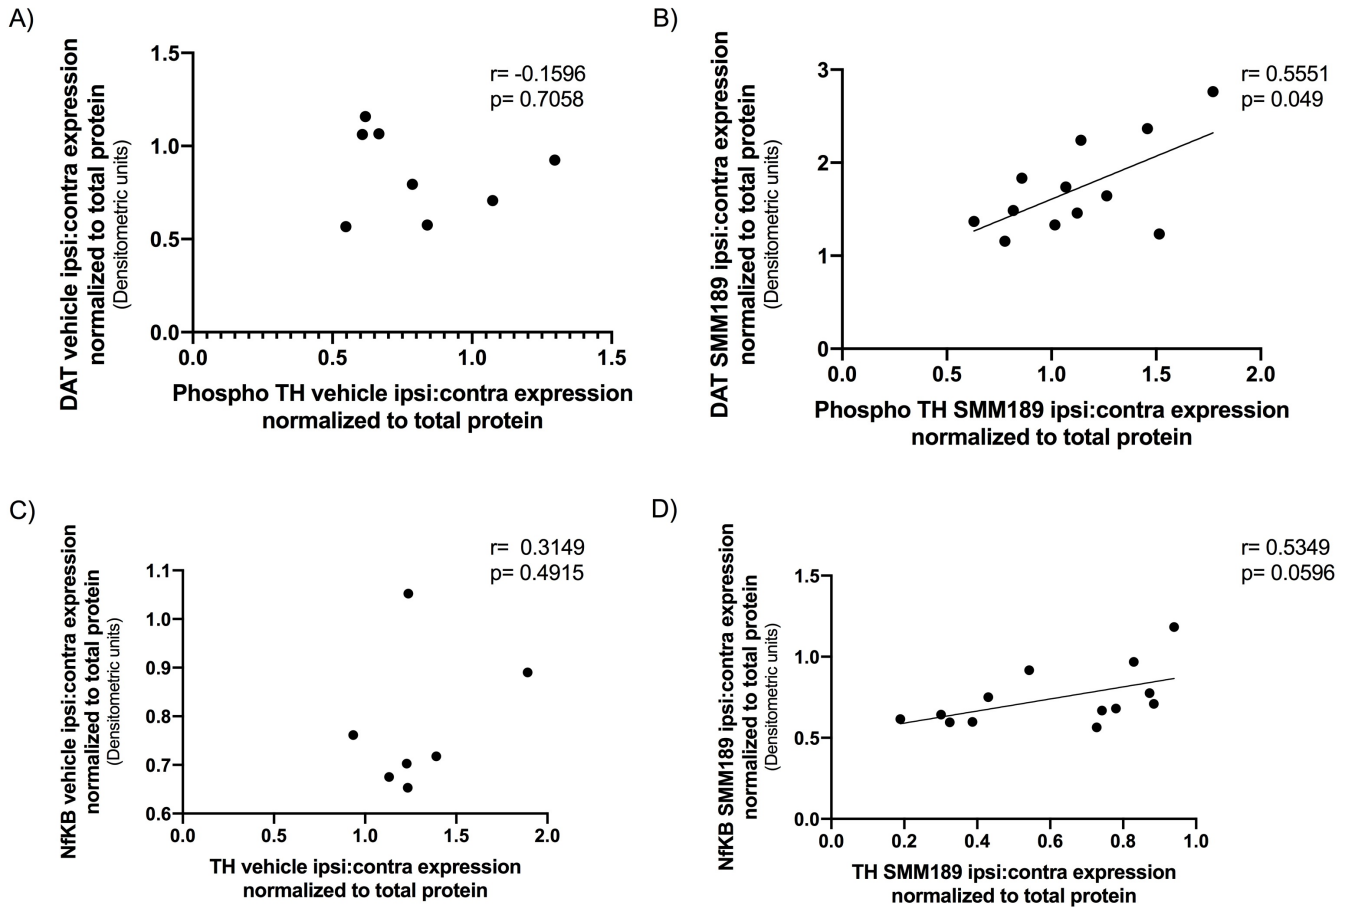 A)
DAT vehicle ipsi:contra expression
normalized to total protein
(Densitometric units)
1.5
1.0
0.5
0.0
r= -0.1596
p= 0.7058
0.0 0.5 1.0 1.5
Phospho TH vehicle ipsi:contra expression
normalized to total protein
B)
DAT SMM189 ipsi:contra expression
normalized to total protein
(Densitometric units)
3
2
1
0
r= 0.5551
p= 0.049
0.0 0.5 1.0 1.5 2.0
Phospho TH SMM189 ipsi:contra expression
normalized to total protein
C)
NfKB vehicle ipsi:contra expression
normalized to total protein
(Densitometric units)
1.1
1.0
0.9
0.8
0.7
0.6
r= 0.3149
p= 0.4915
0.0 0.5 1.0 1.5 2.0
TH vehicle ipsi:contra expression
normalized to total protein
D)
NfKB SMM189 ipsi:contra expression
normalized to total protein
(Densitometric units)
1.5
1.0
0.5
0.0
r= 0.5349
p= 0.0596
0.0 0.2 0.4 0.6 0.8 1.0
TH SMM189 ipsi:contra expression
normalized to total protein